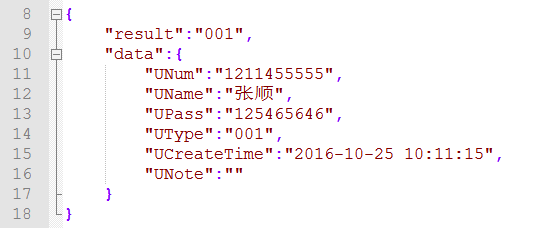 8 {
9 "result":"001",
10 "data":{
11 "UNum":"1211455555",
12 "UName":"张顺",
13 "UPass":"125465646",
14 "UType":"001",
15 "UCreateTime":"2016-10-25 10:11:15",
16 "UNote":""
17 }
18 }